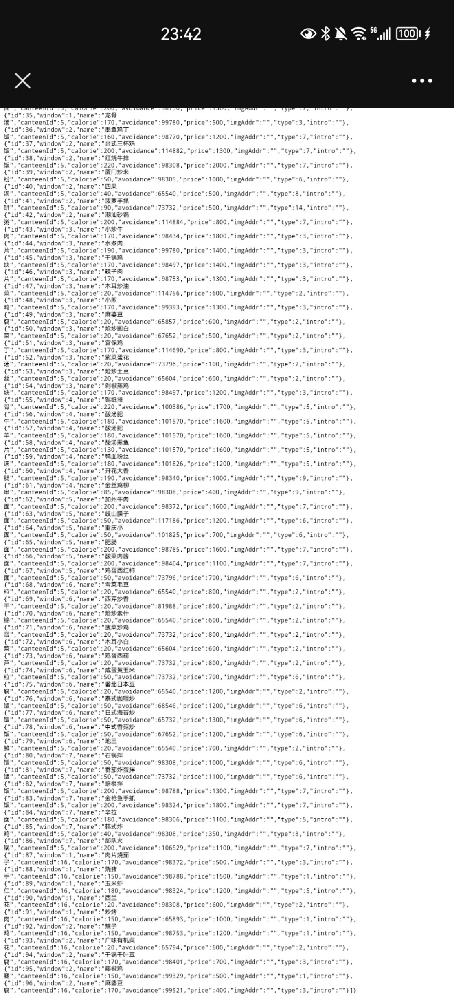 23:42
5G
100
面","canteenId":5,"calorie":200,"avoidance":98756,"price":1300,"imgAddr":"","type":7,"intro":""},
{"id":35,"window":1,"name":"龙骨
汤","canteenId":5,"calorie":170,"avoidance":99780,"price":500,"imgAddr":"","type":3,"intro":""},
{"id":36,"window":2,"name":"墨鱼鸡丁
饭","canteenId":5,"calorie":160,"avoidance":98770,"price":1200,"imgAddr":"","type":7,"intro":""},
{"id":37,"window":2,"name":"台式三杯鸡
饭","canteenId":5,"calorie":200,"avoidance":114882,"price":1300,"imgAddr":"","type":7,"intro":""},
{"id":38,"window":2,"name":"红烧牛排
饭","canteenId":5,"calorie":220,"avoidance":98308,"price":2000,"imgAddr":"","type":7,"intro":""},
{"id":39,"window":2,"name":"厦门炒米
粉","canteenId":5,"calorie":50,"avoidance":98305,"price":1000,"imgAddr":"","type":6,"intro":""},
{"id":40,"window":2,"name":"四果
汤","canteenId":5,"calorie":40,"avoidance":65540,"price":500,"imgAddr":"","type":8,"intro":""},
{"id":41,"window":2,"name":"菠萝手抓
饼","canteenId":5,"calorie":90,"avoidance":73732,"price":500,"imgAddr":"","type":14,"intro":""},
{"id":42,"window":2,"name":"潮汕砂锅
粥","canteenId":5,"calorie":200,"avoidance":114884,"price":800,"imgAddr":"","type":7,"intro":""},
{"id":43,"window":3,"name":"小炒牛
肉","canteenId":5,"calorie":170,"avoidance":98434,"price":1800,"imgAddr":"","type":3,"intro":""},
{"id":44,"window":3,"name":"水煮肉
片","canteenId":5,"calorie":190,"avoidance":99780,"price":1400,"imgAddr":"","type":3,"intro":""},
{"id":45,"window":3,"name":"干锅鸡
块","canteenId":5,"calorie":170,"avoidance":98497,"price":1400,"imgAddr":"","type":3,"intro":""},
{"id":46,"window":3,"name":"辣子肉
片","canteenId":5,"calorie":170,"avoidance":98753,"price":1300,"imgAddr":"","type":3,"intro":""},
{"id":47,"window":3,"name":"木耳炒油
菜","canteenId":5,"calorie":20,"avoidance":114756,"price":600,"imgAddr":"","type":2,"intro":""},
{"id":48,"window":3,"name":"小煎
鸡","canteenId":5,"calorie":170,"avoidance":99393,"price":1300,"imgAddr":"","type":3,"intro":""},
{"id":49,"window":3,"name":"麻婆豆
腐","canteenId":5,"calorie":20,"avoidance":65857,"price":600,"imgAddr":"","type":2,"intro":""},
{"id":50,"window":3,"name":"炝炒圆白
菜","canteenId":5,"calorie":20,"avoidance":67652,"price":500,"imgAddr":"","type":2,"intro":""},
{"id":51,"window":3,"name":"宫保鸡
丁","canteenId":5,"calorie":170,"avoidance":114690,"price":800,"imgAddr":"","type":3,"intro":""},
{"id":52,"window":3,"name":"紫菜蛋花
汤","canteenId":5,"calorie":20,"avoidance":73796,"price":100,"imgAddr":"","type":2,"intro":""},
{"id":53,"window":3,"name":"炝炒土豆
丝","canteenId":5,"calorie":20,"avoidance":65604,"price":600,"imgAddr":"","type":2,"intro":""},
{"id":54,"window":3,"name":"剁椒蒸鸡
块","canteenId":5,"calorie":170,"avoidance":98497,"price":1200,"imgAddr":"","type":3,"intro":""},
{"id":55,"window":4,"name":"锡纸排
骨","canteenId":5,"calorie":220,"avoidance":100386,"price":1700,"imgAddr":"","type":5,"intro":""},
{"id":56,"window":4,"name":"酸汤肥
牛","canteenId":5,"calorie":180,"avoidance":101570,"price":1600,"imgAddr":"","type":5,"intro":""},
{"id":57,"window":4,"name":"酸汤肥
羊","canteenId":5,"calorie":180,"avoidance":101570,"price":1600,"imgAddr":"","type":5,"intro":""},
{"id":58,"window":4,"name":"酸汤黑鱼
片","canteenId":5,"calorie":130,"avoidance":101570,"price":1600,"imgAddr":"","type":5,"intro":""},
{"id":59,"window":4,"name":"鸭血粉丝
汤","canteenId":5,"calorie":180,"avoidance":101826,"price":1200,"imgAddr":"","type":5,"intro":""},
{"id":60,"window":4,"name":"开花大香
肠","canteenId":5,"calorie":190,"avoidance":98340,"price":1000,"imgAddr":"","type":9,"intro":""},
{"id":61,"window":4,"name":"金丝鸡柳
串","canteenId":5,"calorie":85,"avoidance":98308,"price":400,"imgAddr":"","type":9,"intro":""},
{"id":62,"window":5,"name":"加州牛肉
面","canteenId":5,"calorie":200,"avoidance":98372,"price":1600,"imgAddr":"","type":7,"intro":""},
{"id":63,"window":5,"name":"岐山臊子
面","canteenId":5,"calorie":50,"avoidance":117186,"price":1200,"imgAddr":"","type":6,"intro":""},
{"id":64,"window":5,"name":"重庆小
面","canteenId":5,"calorie":50,"avoidance":101825,"price":700,"imgAddr":"","type":6,"intro":""},
{"id":65,"window":5,"name":"肥肠
面","canteenId":5,"calorie":200,"avoidance":98785,"price":1600,"imgAddr":"","type":7,"intro":""},
{"id":66,"window":5,"name":"酸菜肉酱
面","canteenId":5,"calorie":200,"avoidance":98404,"price":1100,"imgAddr":"","type":7,"intro":""},
{"id":67,"window":5,"name":"鸡蛋西红柿
面","canteenId":5,"calorie":50,"avoidance":73796,"price":700,"imgAddr":"","type":6,"intro":""},
{"id":68,"window":6,"name":"雪菜毛豆
粒","canteenId":5,"calorie":20,"avoidance":65540,"price":800,"imgAddr":"","type":2,"intro":""},
{"id":69,"window":6,"name":"西芹炒香
干","canteenId":5,"calorie":20,"avoidance":81988,"price":800,"imgAddr":"","type":2,"intro":""},
{"id":70,"window":6,"name":"炝炒素什
锦","canteenId":5,"calorie":20,"avoidance":65540,"price":600,"imgAddr":"","type":2,"intro":""},
{"id":71,"window":6,"name":"菠菜炒鸡
蛋","canteenId":5,"calorie":20,"avoidance":73732,"price":800,"imgAddr":"","type":2,"intro":""},
{"id":72,"window":6,"name":"木耳小白
菜","canteenId":5,"calorie":20,"avoidance":65604,"price":600,"imgAddr":"","type":2,"intro":""},
{"id":73,"window":6,"name":"鸡蛋西葫
芦","canteenId":5,"calorie":20,"avoidance":73732,"price":800,"imgAddr":"","type":2,"intro":""},
{"id":74,"window":6,"name":"咸蛋黄玉米
粒","canteenId":5,"calorie":50,"avoidance":73732,"price":700,"imgAddr":"","type":6,"intro":""},
{"id":75,"window":6,"name":"番茄日本豆
腐","canteenId":5,"calorie":20,"avoidance":65540,"price":1200,"imgAddr":"","type":2,"intro":""},
{"id":76,"window":6,"name":"泰式咖喱炒
饭","canteenId":5,"calorie":50,"avoidance":68546,"price":1200,"imgAddr":"","type":6,"intro":""},
{"id":77,"window":6,"name":"日式海苔炒
饭","canteenId":5,"calorie":50,"avoidance":65732,"price":1300,"imgAddr":"","type":6,"intro":""},
{"id":78,"window":6,"name":"中式香菇炒
饭","canteenId":5,"calorie":50,"avoidance":67652,"price":1200,"imgAddr":"","type":6,"intro":""},
{"id":79,"window":6,"name":"地三
鲜","canteenId":5,"calorie":20,"avoidance":65540,"price":700,"imgAddr":"","type":2,"intro":""},
{"id":80,"window":7,"name":"石锅拌
饭","canteenId":5,"calorie":50,"avoidance":98308,"price":1000,"imgAddr":"","type":6,"intro":""},
{"id":81,"window":7,"name":"番茄炸蛋拌
饭","canteenId":5,"calorie":50,"avoidance":73732,"price":1100,"imgAddr":"","type":6,"intro":""},
{"id":82,"window":7,"name":"培根拌
饭","canteenId":5,"calorie":200,"avoidance":98788,"price":1300,"imgAddr":"","type":7,"intro":""},
{"id":83,"window":7,"name":"金枪鱼手抓
饭","canteenId":5,"calorie":200,"avoidance":98324,"price":1800,"imgAddr":"","type":7,"intro":""},
{"id":84,"window":7,"name":"辛拉
面","canteenId":5,"calorie":180,"avoidance":98306,"price":1100,"imgAddr":"","type":5,"intro":""},
{"id":85,"window":7,"name":"韩式炸
鸡","canteenId":5,"calorie":40,"avoidance":98308,"price":350,"imgAddr":"","type":8,"intro":""},
{"id":86,"window":7,"name":"部队火
锅","canteenId":5,"calorie":200,"avoidance":106529,"price":1100,"imgAddr":"","type":7,"intro":""},
{"id":87,"window":1,"name":"肉片烧茄
子","canteenId":16,"calorie":170,"avoidance":98372,"price":500,"imgAddr":"","type":3,"intro":""},
{"id":88,"window":1,"name":"烧猪
手","canteenId":16,"calorie":150,"avoidance":98788,"price":1500,"imgAddr":"","type":1,"intro":""},
{"id":89,"window":1,"name":"玉米虾
仁","canteenId":16,"calorie":180,"avoidance":98324,"price":1200,"imgAddr":"","type":5,"intro":""},
{"id":90,"window":1,"name":"西兰
花","canteenId":16,"calorie":20,"avoidance":98308,"price":600,"imgAddr":"","type":2,"intro":""},
{"id":91,"window":1,"name":"炒烤
肉","canteenId":16,"calorie":150,"avoidance":65893,"price":1000,"imgAddr":"","type":1,"intro":""},
{"id":92,"window":2,"name":"辣子
鸡","canteenId":16,"calorie":150,"avoidance":98753,"price":1200,"imgAddr":"","type":1,"intro":""},
{"id":93,"window":2,"name":"广味有机菜
花","canteenId":16,"calorie":20,"avoidance":65794,"price":600,"imgAddr":"","type":2,"intro":""},
{"id":94,"window":2,"name":"干锅千叶豆
腐","canteenId":16,"calorie":170,"avoidance":98401,"price":700,"imgAddr":"","type":3,"intro":""},
{"id":95,"window":2,"name":"藤椒鸡
腿","canteenId":16,"calorie":150,"avoidance":99329,"price":500,"imgAddr":"","type":1,"intro":""},
{"id":96,"window":2,"name":"麻婆豆
腐","canteenId":16,"calorie":170,"avoidance":99521,"price":400,"imgAddr":"","type":3,"intro":""}]}